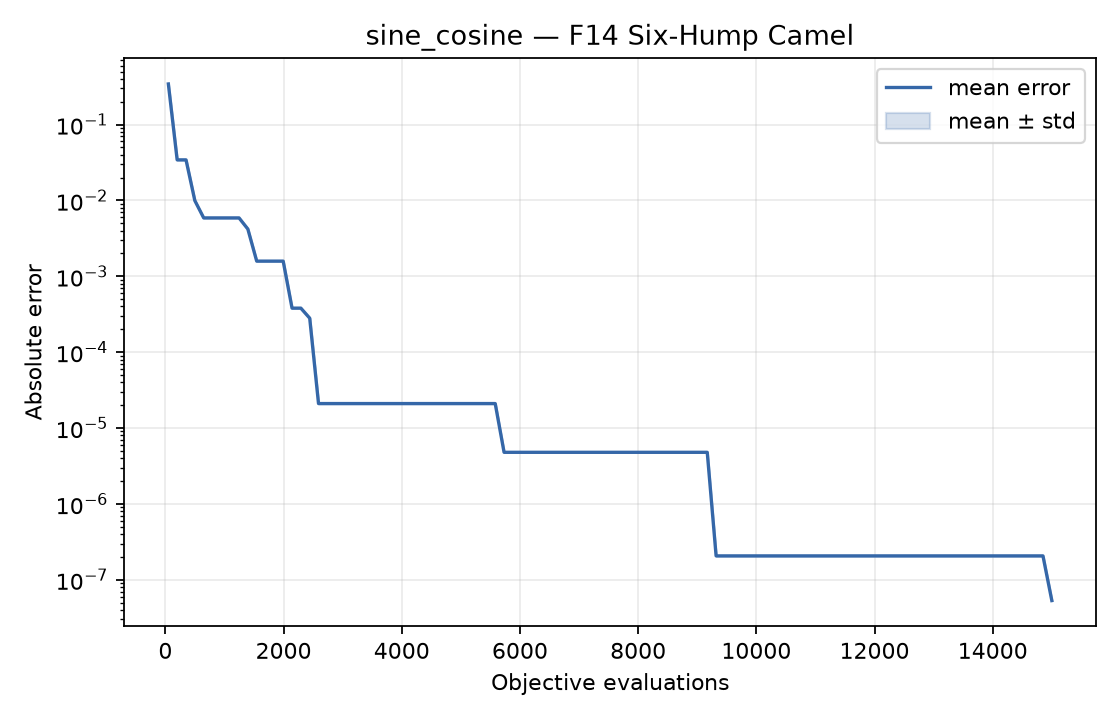 sine_cosine — F14 Six-Hump Camel
mean error
mean ± std
Absolute error
10⁻¹
10⁻²
10⁻³
10⁻⁴
10⁻⁵
10⁻⁶
10⁻⁷
0 2000 4000 6000 8000 10000 12000 14000
Objective evaluations